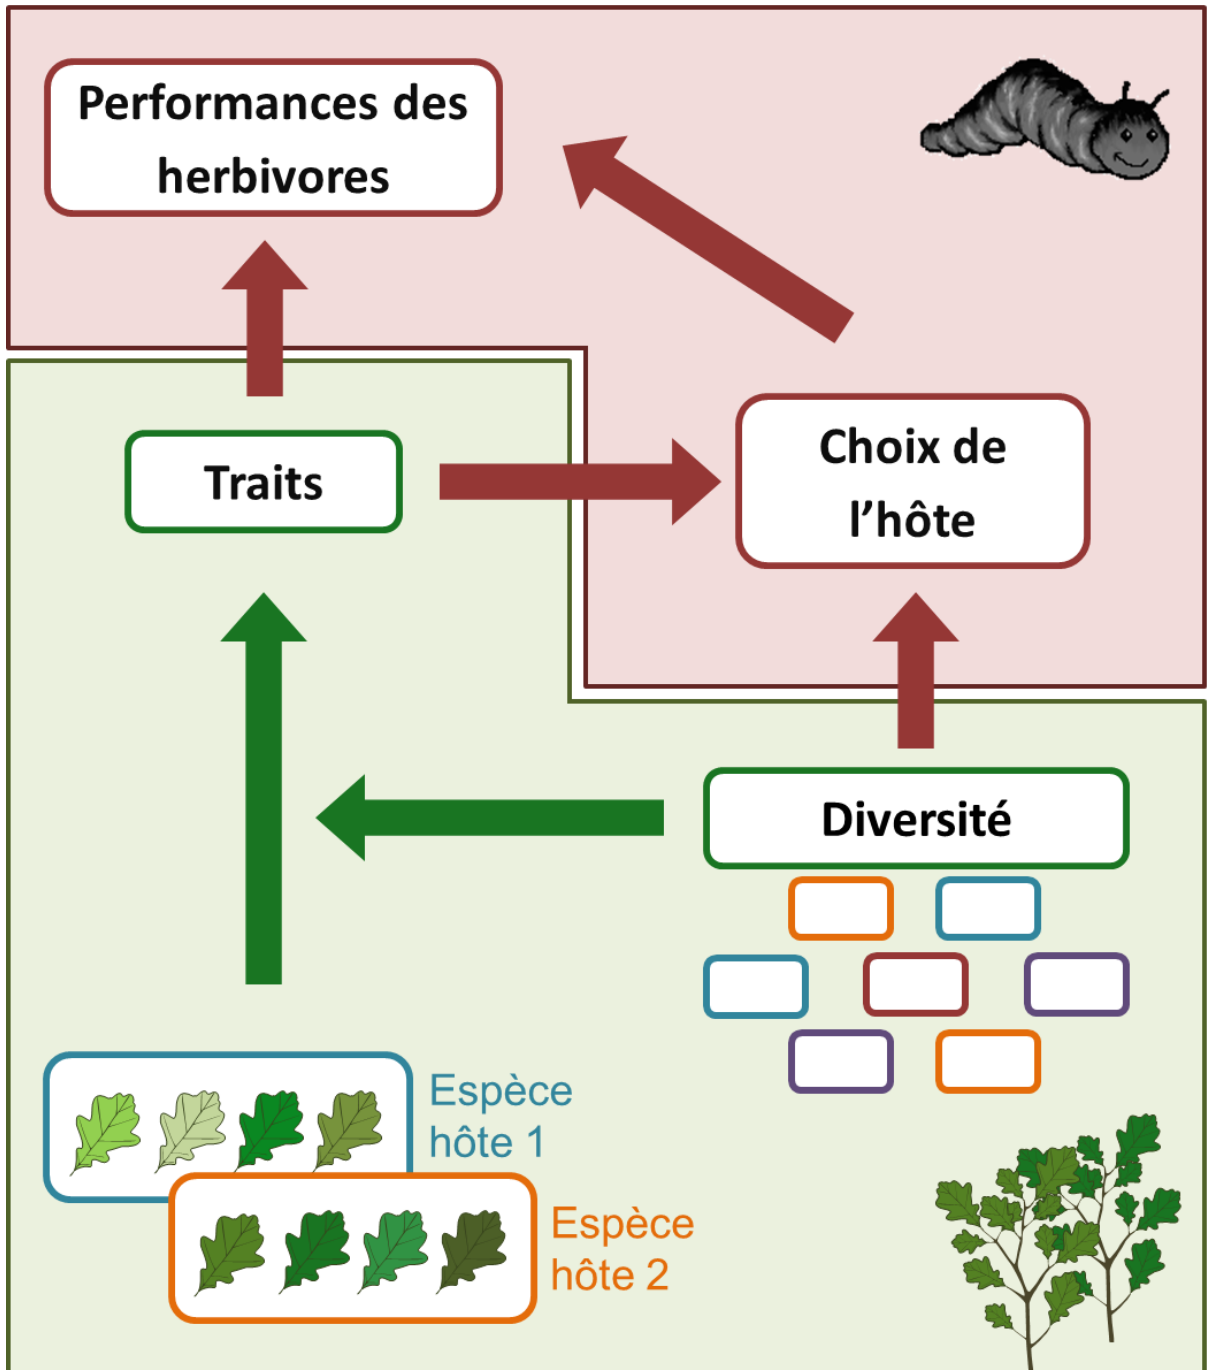 Performances des
herbivores
Traits
Choix de
l’hôte
Diversité
Espèce
hôte 1
Espèce
hôte 2